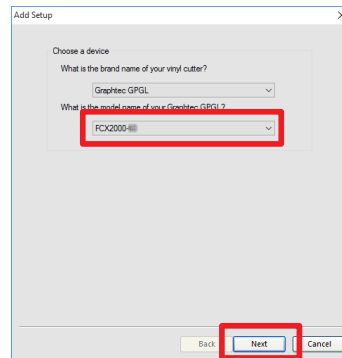 Add Setup
Choose a device
What is the brand name of your vinyl cutter?
Graphtec GPGL
What is the model name of your Graphtec GPGL?
FCX2000-
Back
Next
Cancel